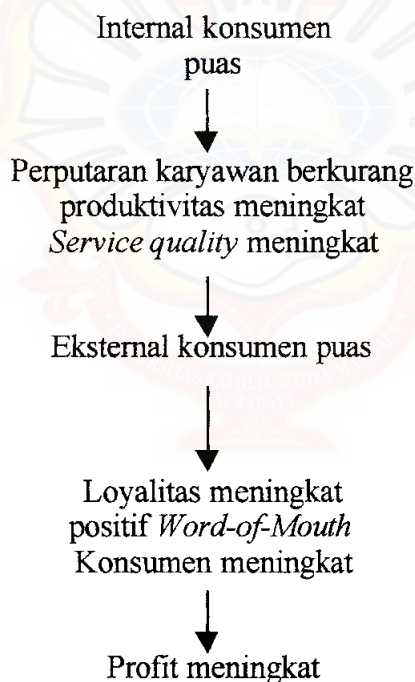 Internal konsumen
puas
Perputaran karyawan berkurang
produktivitas meningkat
Service quality meningkat
Eksternal konsumen puas
Loyalitas meningkat
positif Word-of-Mouth
Konsumen meningkat
Profit meningkat